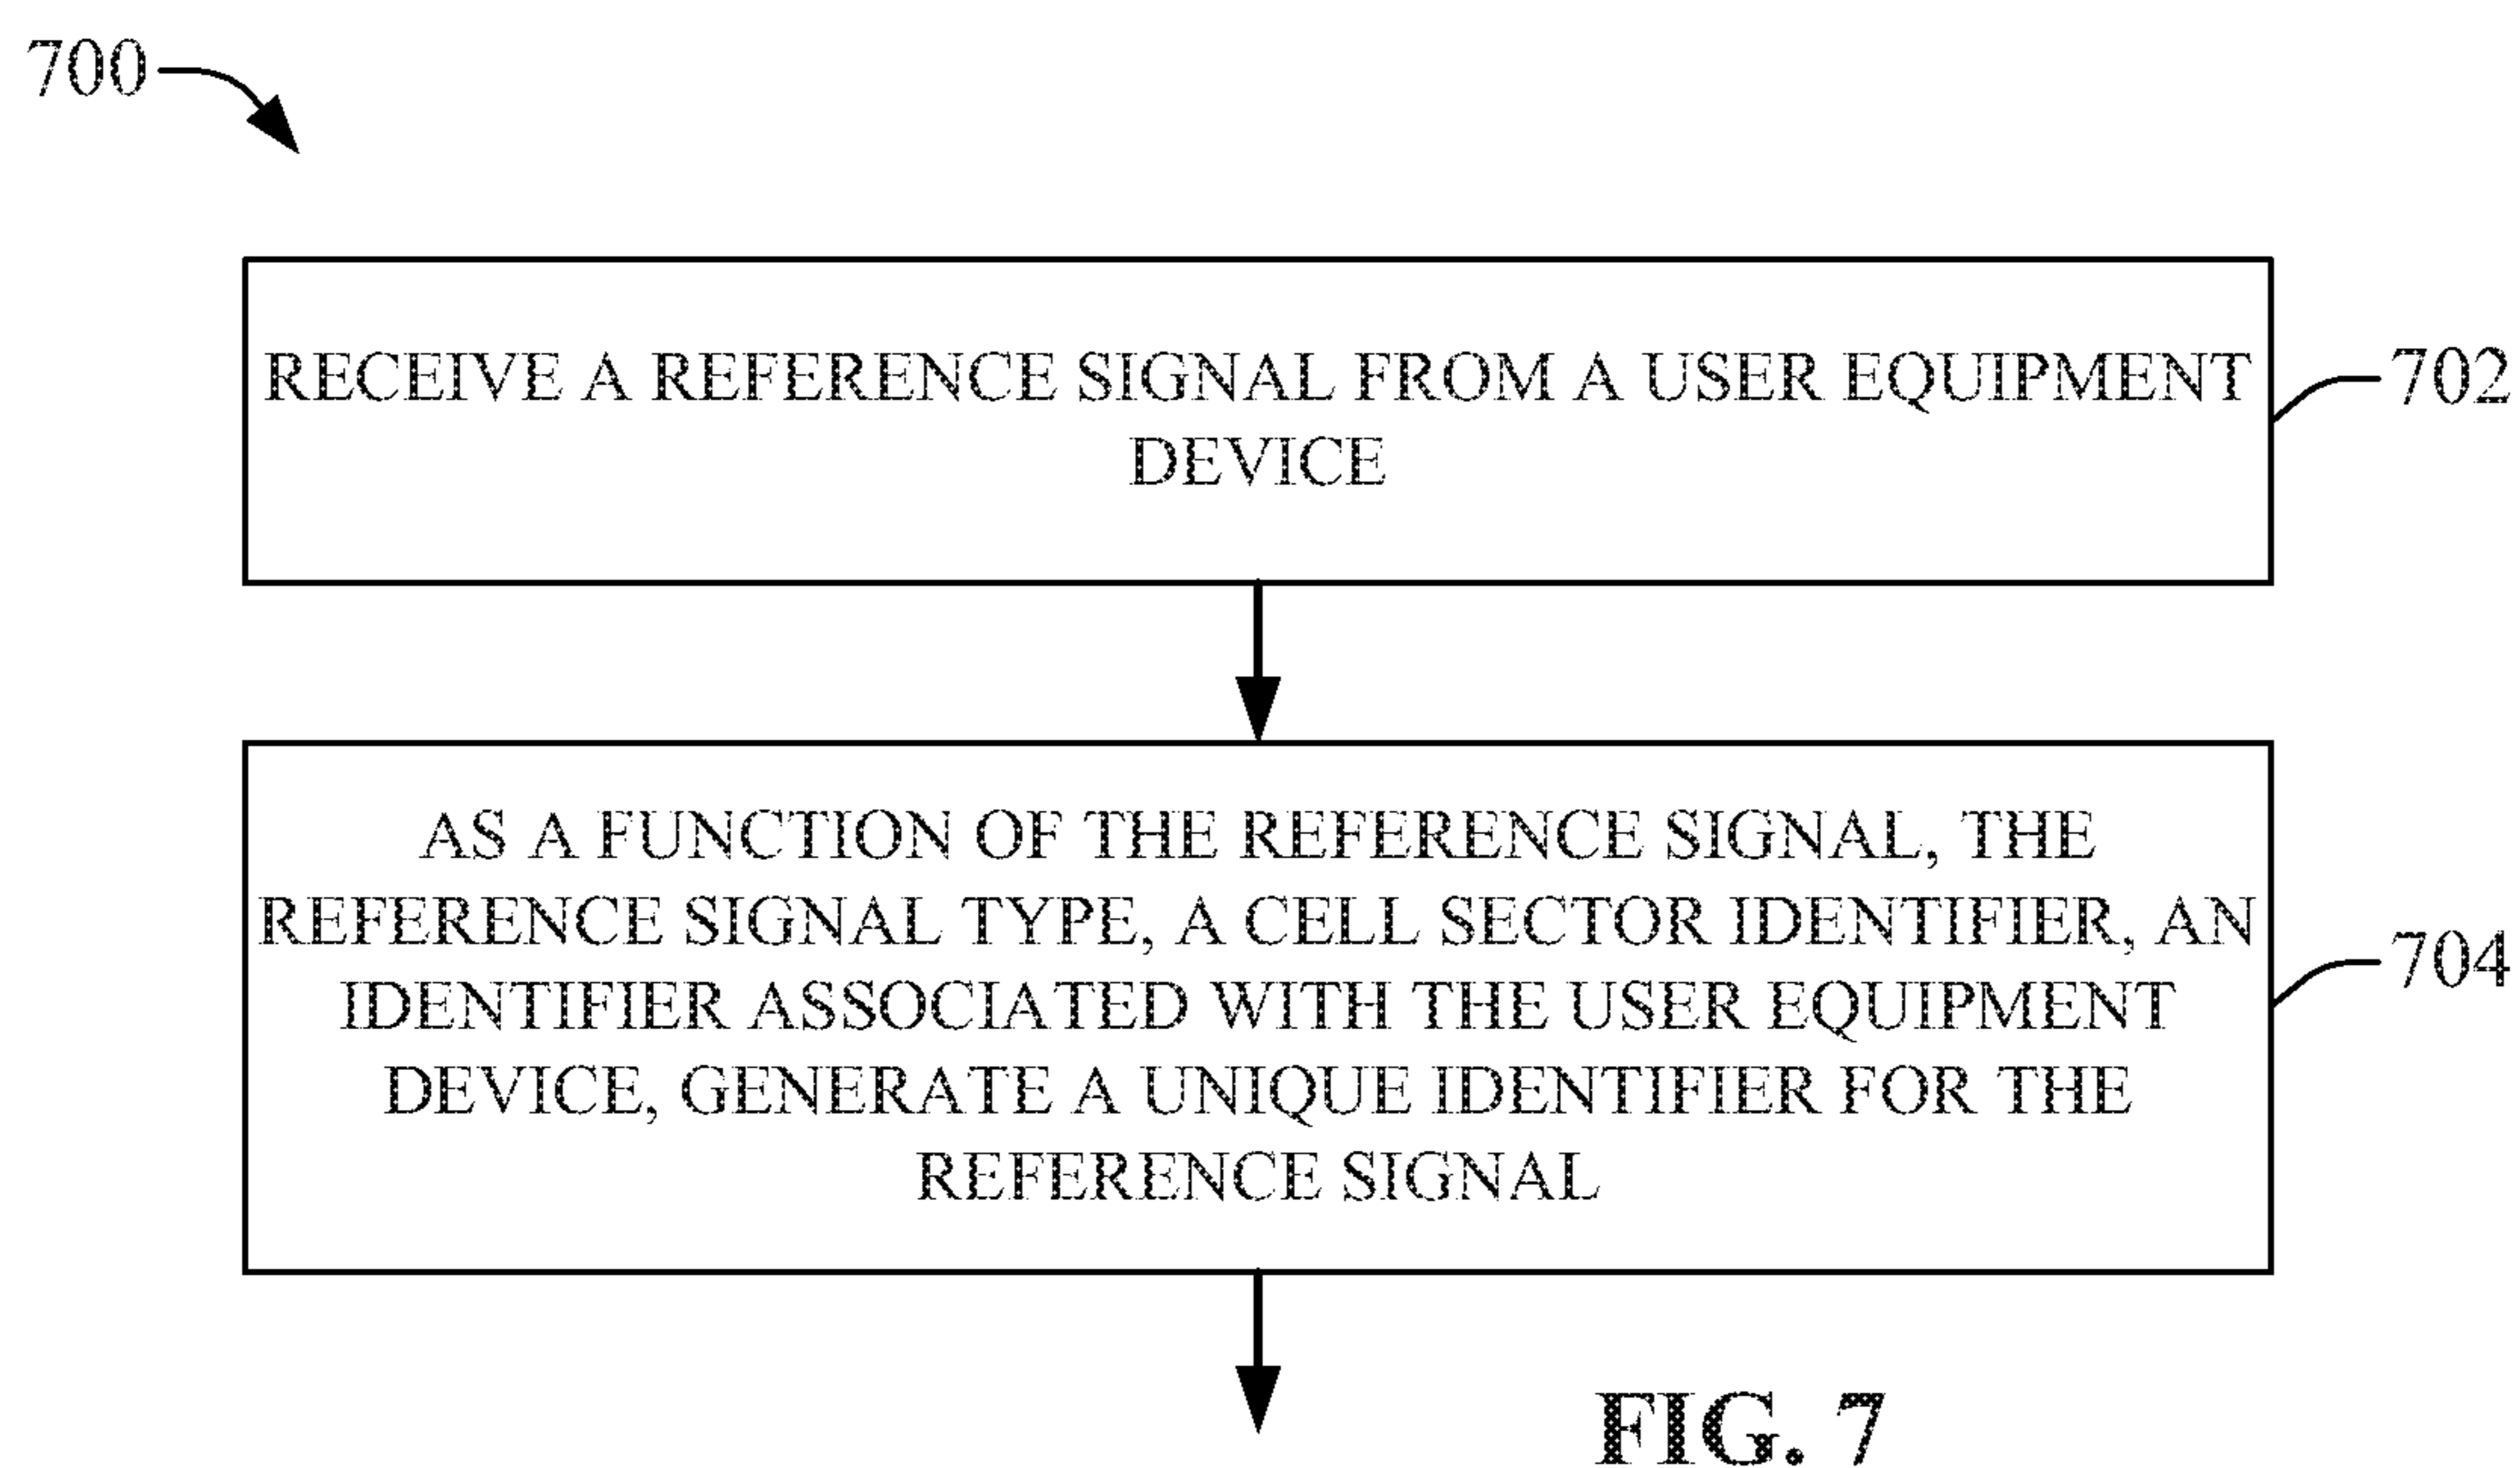 700
RECEIVE A REFERENCE SIGNAL FROM A USER EQUIPMENT
DEVICE
702
AS A FUNCTION OF THE REFERENCE SIGNAL, THE
REFERENCE SIGNAL TYPE, A CELL SECTOR IDENTIFIER, AN
IDENTIFIER ASSOCIATED WITH THE USER EQUIPMENT
DEVICE, GENERATE A UNIQUE IDENTIFIER FOR THE
REFERENCE SIGNAL
704
FIG. 7